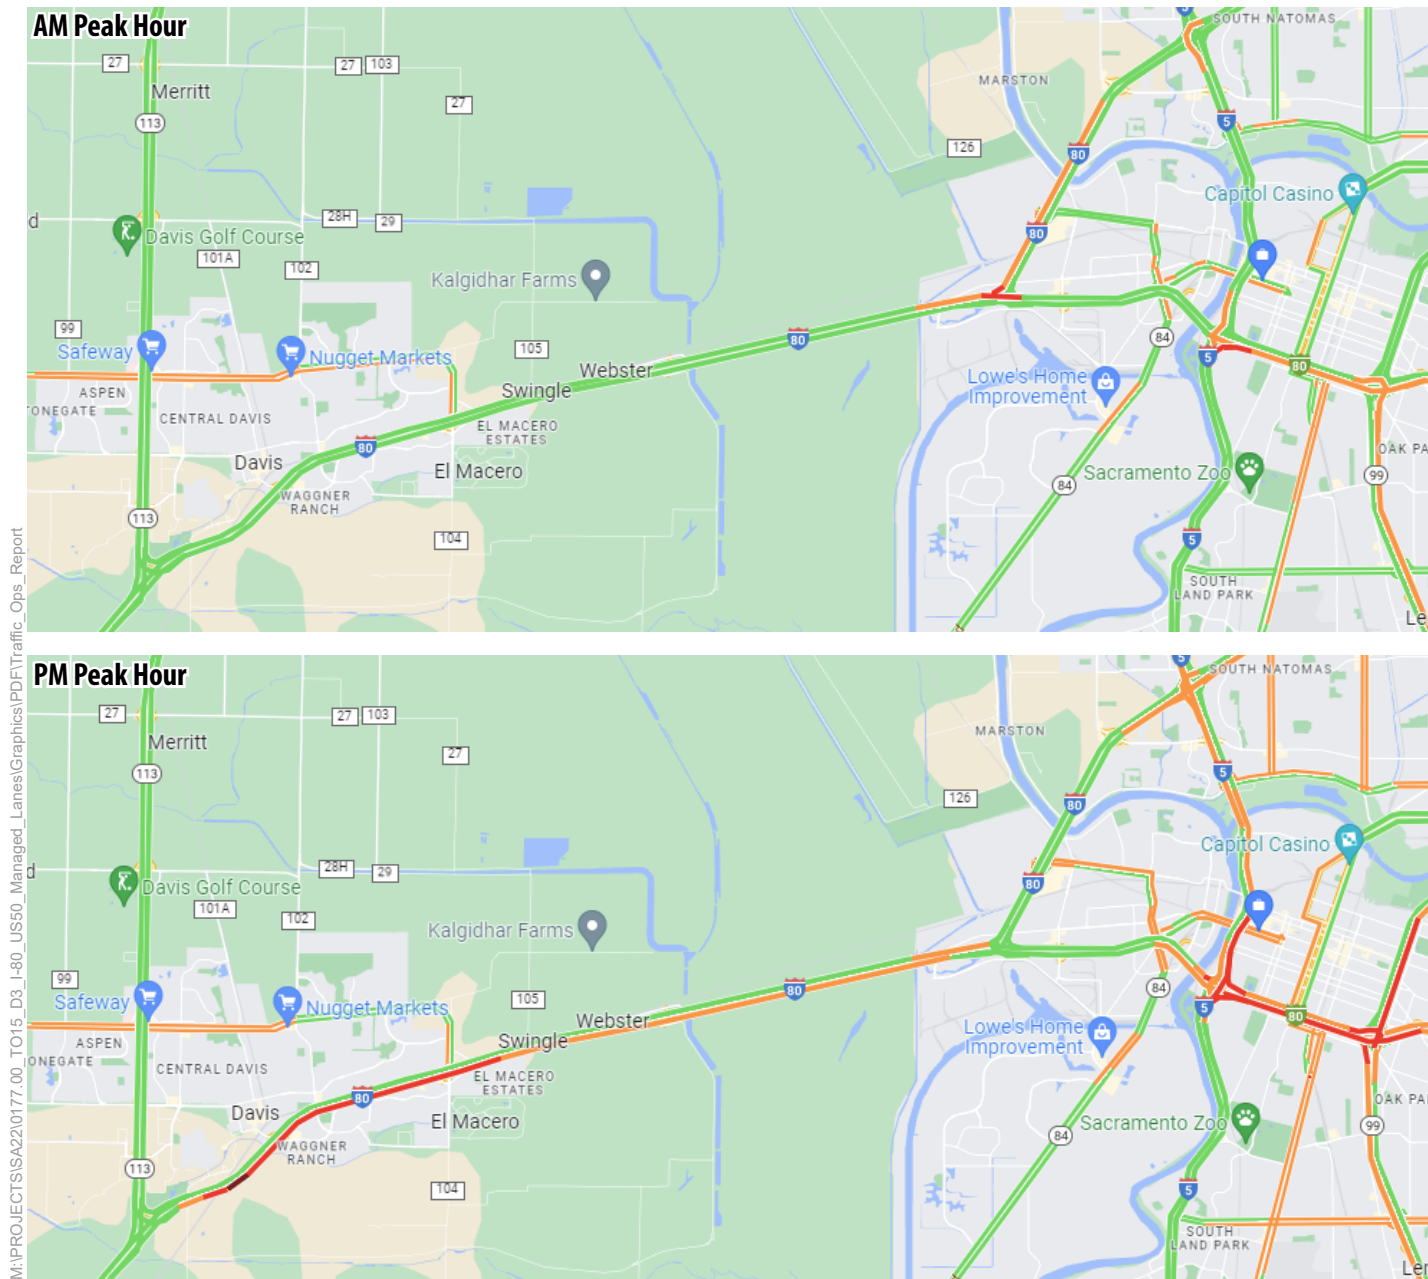 AM Peak Hour
SOUTH NATOMAS
5
27
27
103
Merritt
27
MARSTON
113
5
126
80
Capitol Casino
28H
29
d
Davis Golf Course
80
101A
102
Kalgidhar Farms
99
Safeway
Nugget Markets
105
80
84
5
80
Webster
Swingle
Lowe's Home
Improvement
ASPEN
ONEGATE
CENTRAL DAVIS
EL MACERO
ESTATES
80
OAK PA
Davis
El Macero
Sacramento Zoo
99
84
WAGGNER
RANCH
113
104
5
SOUTH
LAND PARK
Le
M:\PROJECTS\SA22\0177.00_TO15_D3_I-80_US50_Managed_Lanes\Graphics\PDF\Traffic_Ops_Report
PM Peak Hour
5
SOUTH NATOMAS
27
27
103
Merritt
27
MARSTON
113
5
126
80
Capitol Casino
28H
29
d
Davis Golf Course
80
101A
102
Kalgidhar Farms
99
Safeway
Nugget Markets
105
80
84
5
80
Webster
Swingle
Lowe's Home
Improvement
ASPEN
ONEGATE
CENTRAL DAVIS
EL MACERO
ESTATES
80
OAK PA
Davis
El Macero
Sacramento Zoo
99
84
WAGGNER
RANCH
113
104
5
SOUTH
LAND PARK
Ler